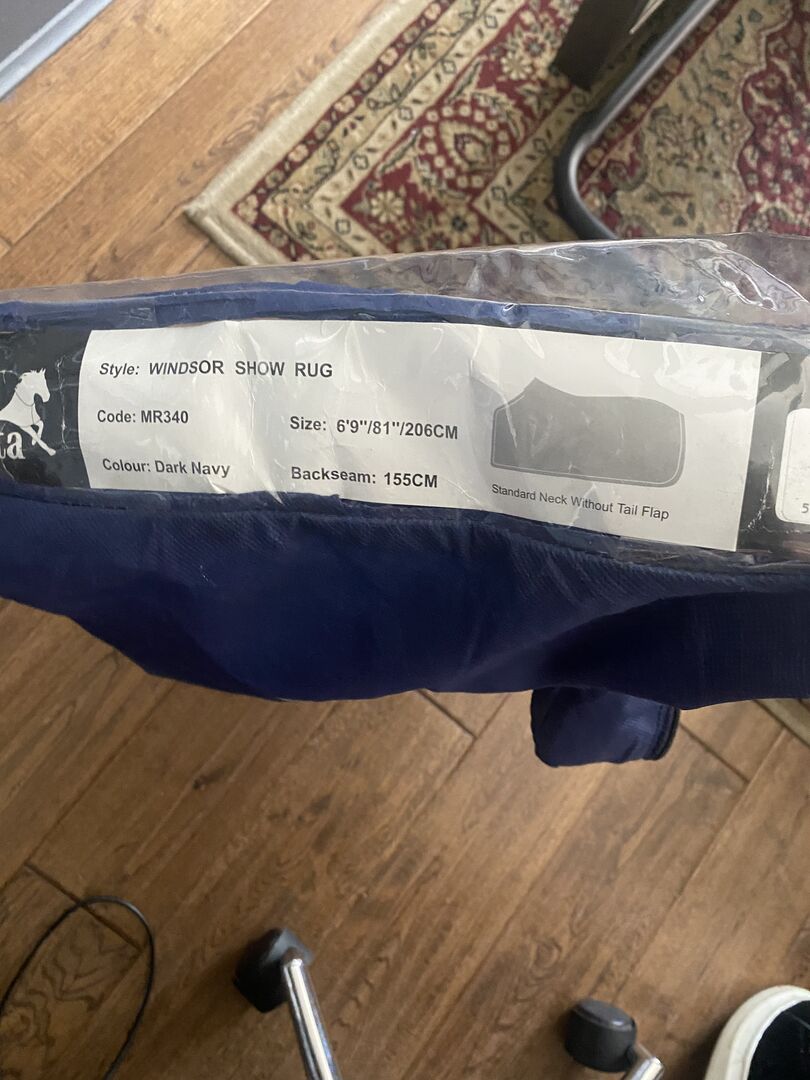 Style: WINDSOR SHOW RUG
Code: MR340
Size: 6'9"/81"/206CM
Colour: Dark Navy
Backseam: 155CM
Standard Neck Without Tail Flap